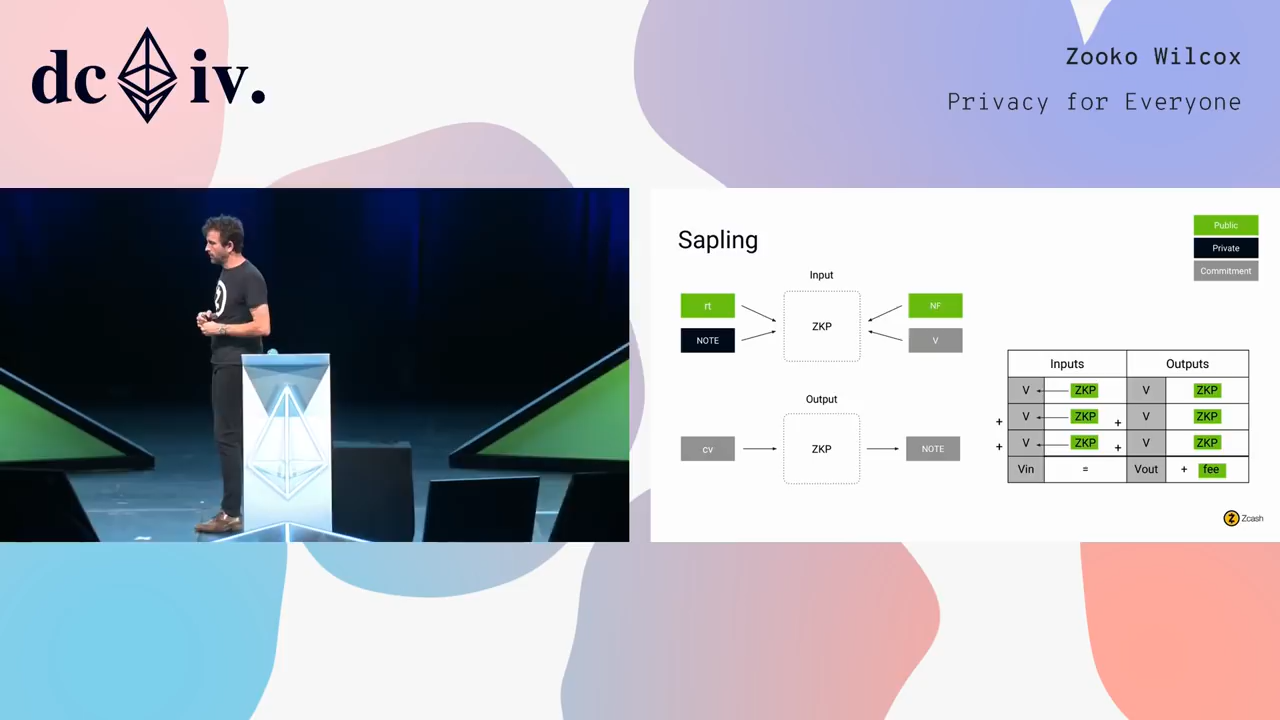 dc iv.
Zooko Wilcox
Privacy for Everyone
Sapling
Public
Private
Commitment
Input
rt
NOTE
ZKP
NF
V
Output
cv
ZKP
NOTE
Inputs Outputs
V ZKP V ZKP
+ V ZKP + V ZKP
+ V ZKP + V ZKP
Vin = Vout + fee
Zcash